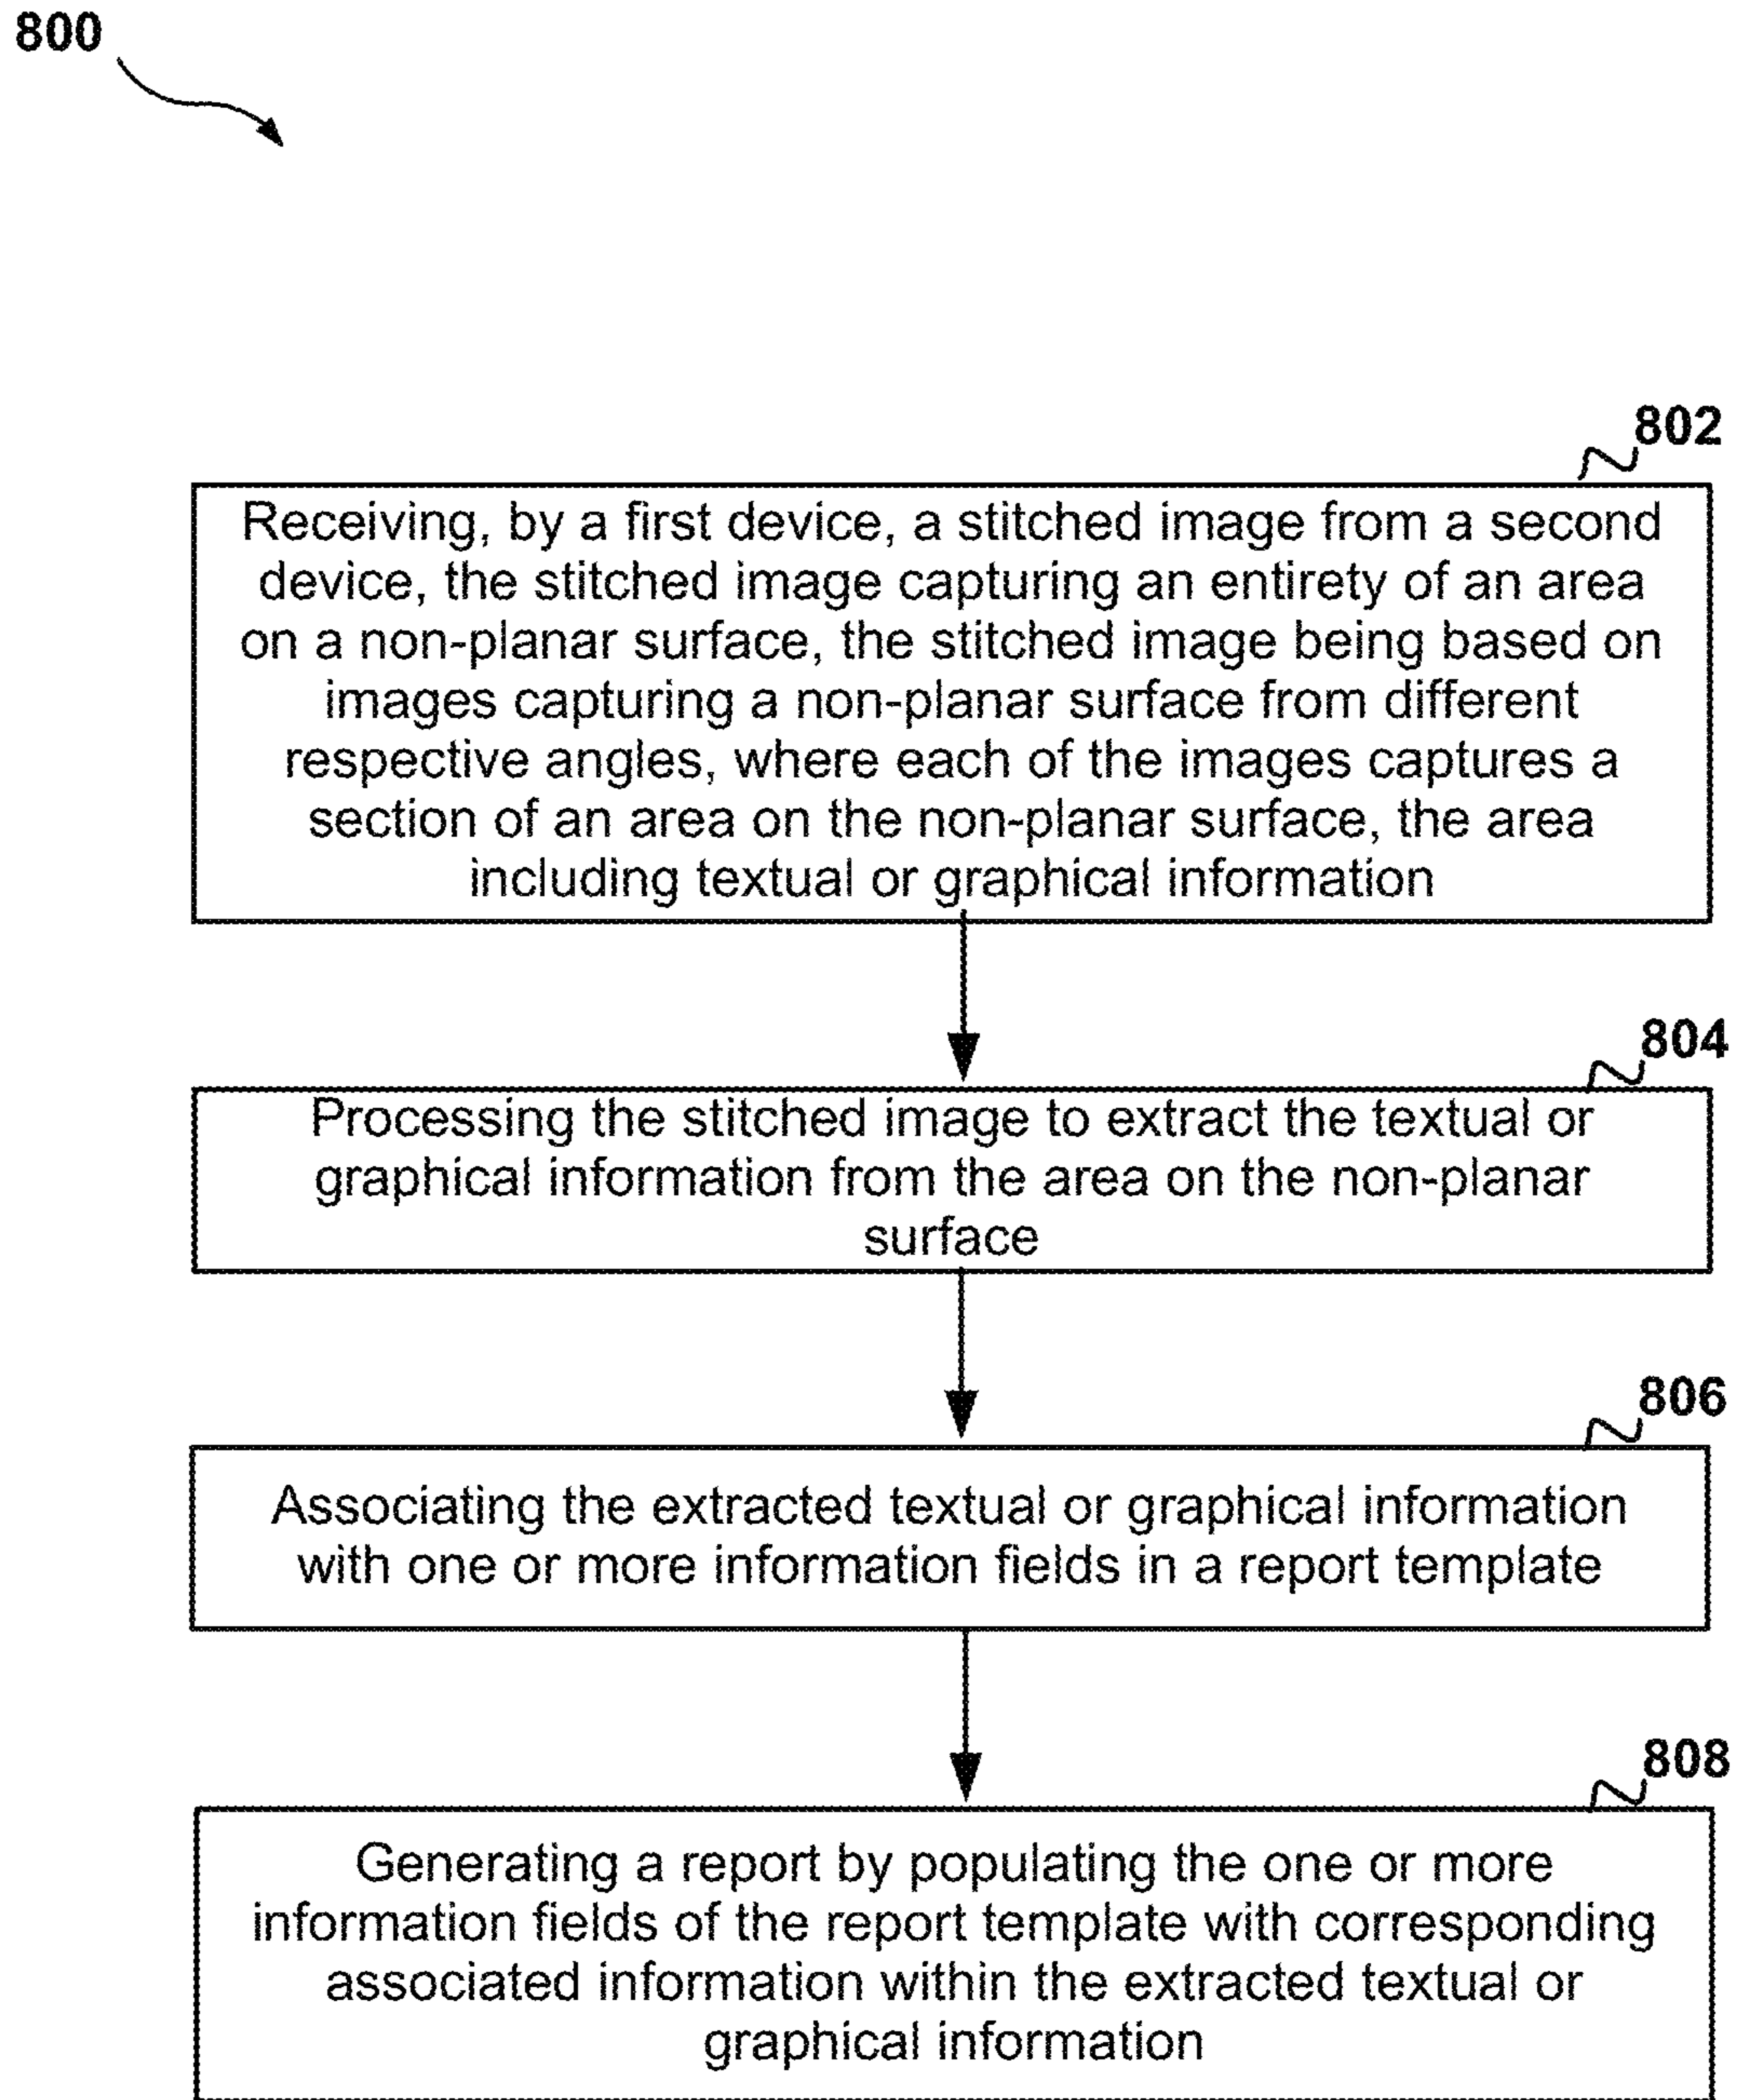 800
802
Receiving, by a first device, a stitched image from a second
device, the stitched image capturing an entirety of an area
on a non-planar surface, the stitched image being based on
images capturing a non-planar surface from different
respective angles, where each of the images captures a
section of an area on the non-planar surface, the area
including textual or graphical information
804
Processing the stitched image to extract the textual or
graphical information from the area on the non-planar
surface
806
Associating the extracted textual or graphical information
with one or more information fields in a report template
808
Generating a report by populating the one or more
information fields of the report template with corresponding
associated information within the extracted textual or
graphical information